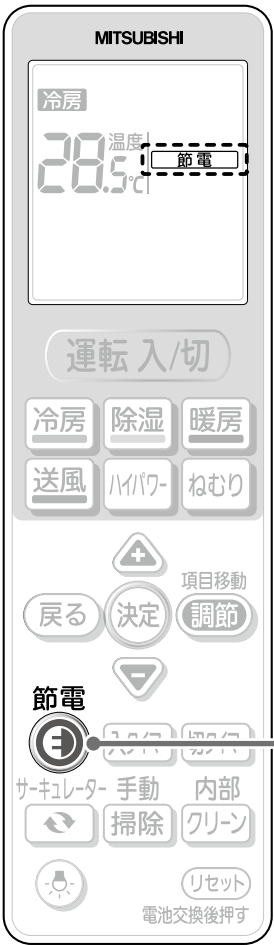 MITSUBISHI
冷房
温度
28.5℃
節電
運転 入/切
冷房 除湿 暖房
送風 ハイパワー ねむり
項目移動
戻る 決定 調節
節電
入タイマ 切タイマ
サーキュレーター 手動 内部
掃除 クリーン
リセット
電池交換後押す